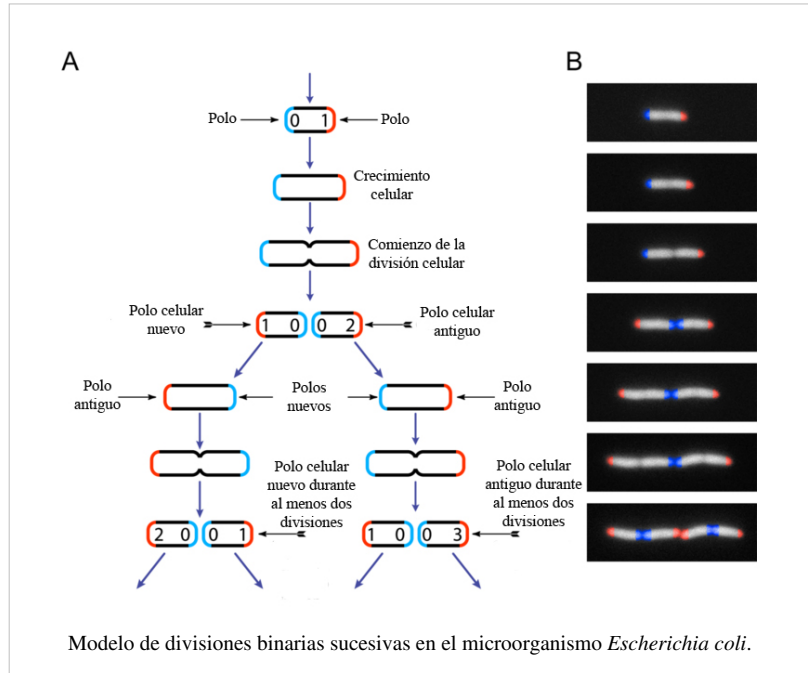 A
B
Polo
0 1
Polo
Crecimiento
celular
Comienzo de la
división celular
Polo celular
nuevo
1 0 0 2
Polo celular
antiguo
Polo
antiguo
Polos
nuevos
Polo
antiguo
Polo celular
nuevo durante
al menos dos
divisiones
Polo celular
antiguo durante
al menos dos
divisiones
2 0 0 1
1 0 0 3
Modelo de divisiones binarias sucesivas en el microorganismo Escherichia coli.